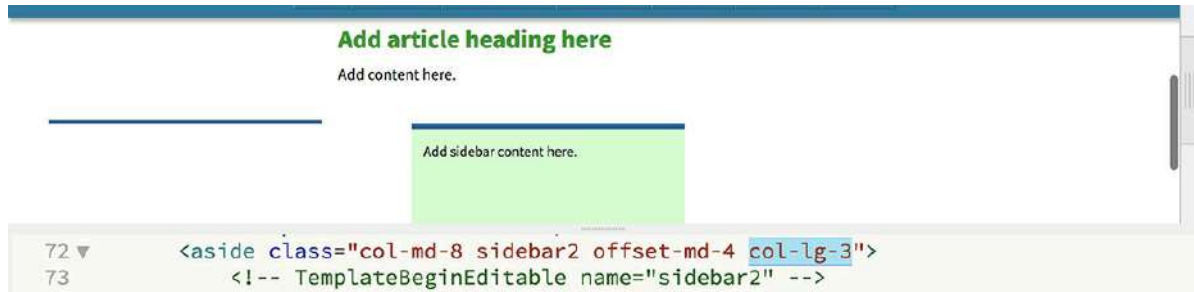 Add article heading here
Add content here.
Add sidebar content here.
72 ▼ <aside class="col-md-8 sidebar2 offset-md-4 col-lg-3">
73 <!-- TemplateBeginEditable name="sidebar2" -->